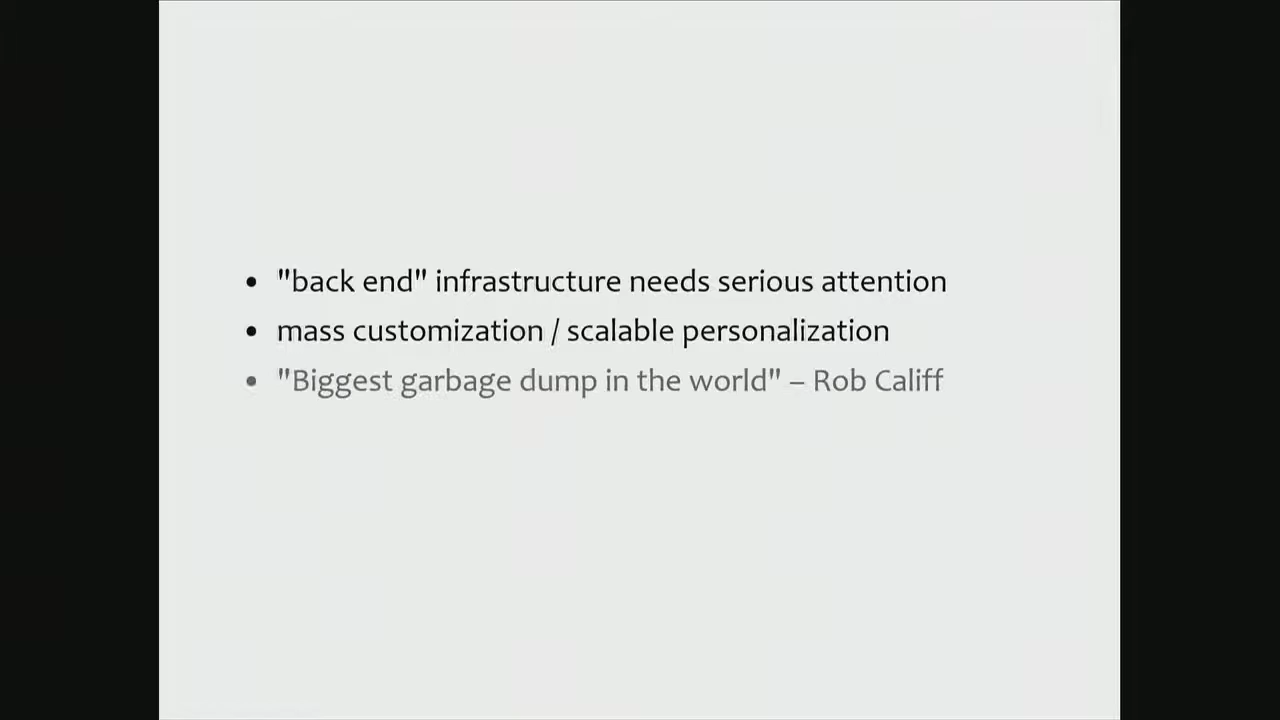 • "back end" infrastructure needs serious attention
• mass customization / scalable personalization
• "Biggest garbage dump in the world" – Rob Califf